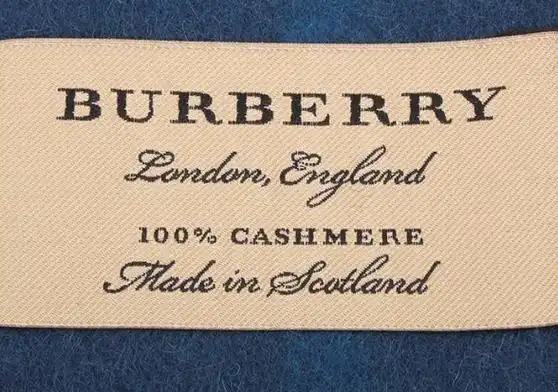 BURBERRY
London, England
100% CASHMERE
Made in Scotland